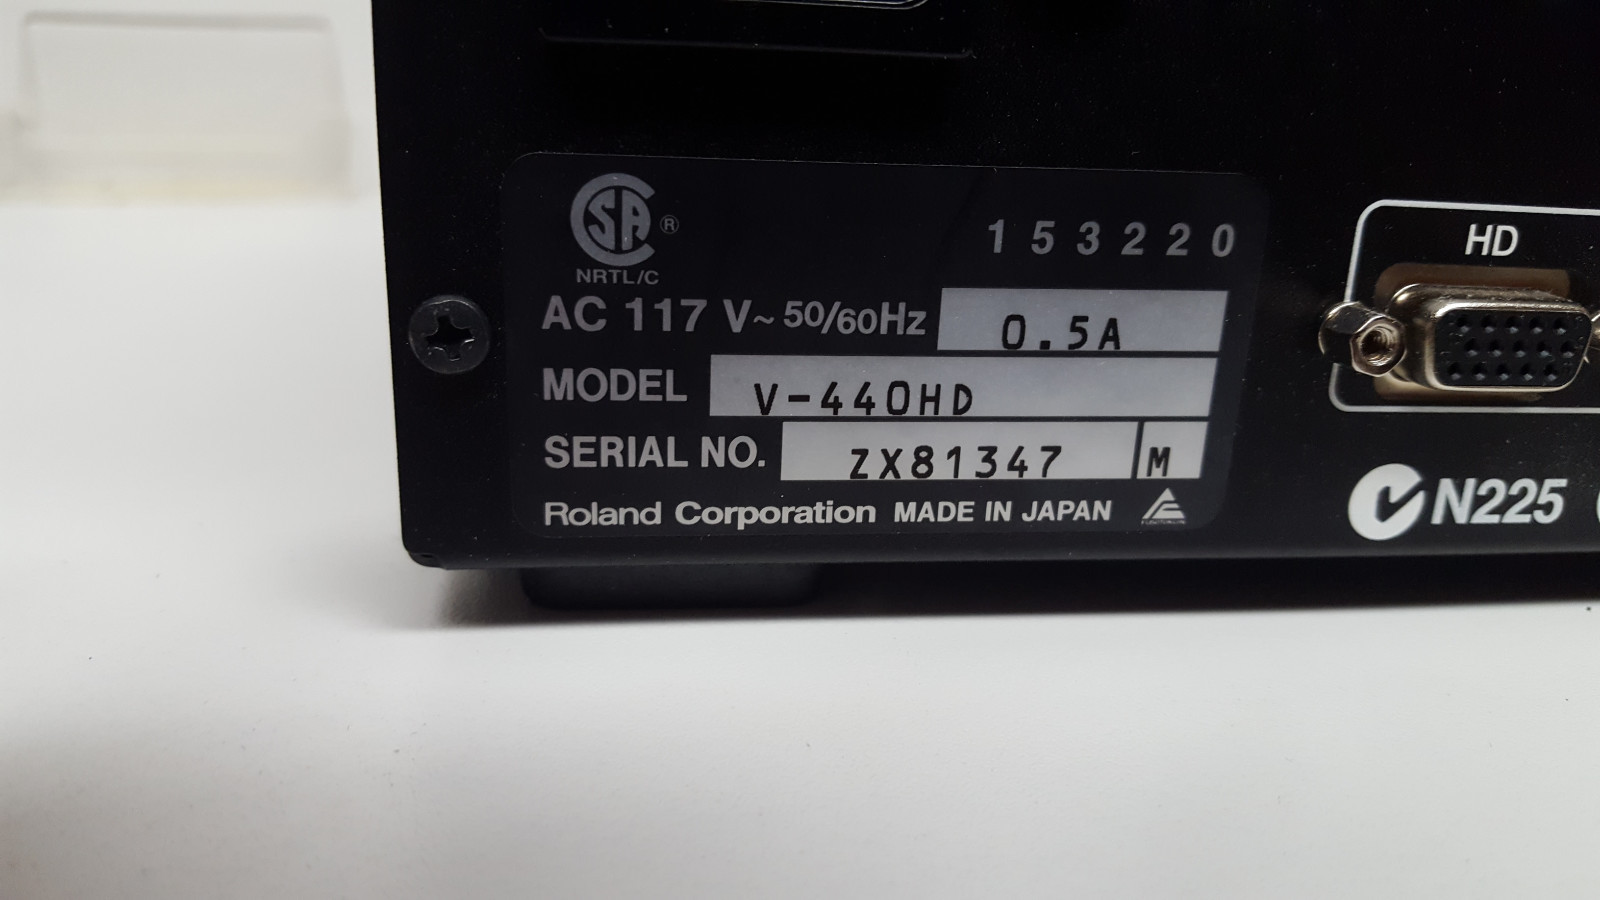 CSA ®
NRTL/C
153220
HD
AC 117 V~ 50/60Hz 0.5A
MODEL V-440HD
SERIAL NO. ZX81347 M
Roland Corporation MADE IN JAPAN
N225